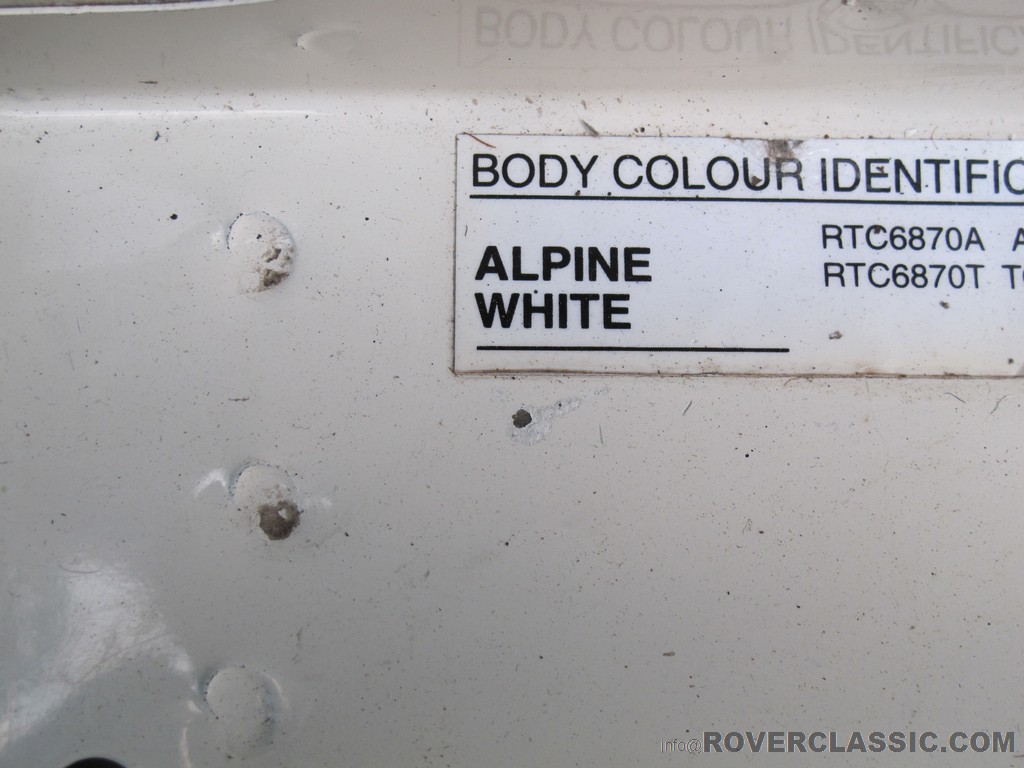 BODY COLOUR IDENTIFIC
ALPINE
WHITE
RTC6870A A
RTC6870T T
Info@ROVERCLASSIC.COM